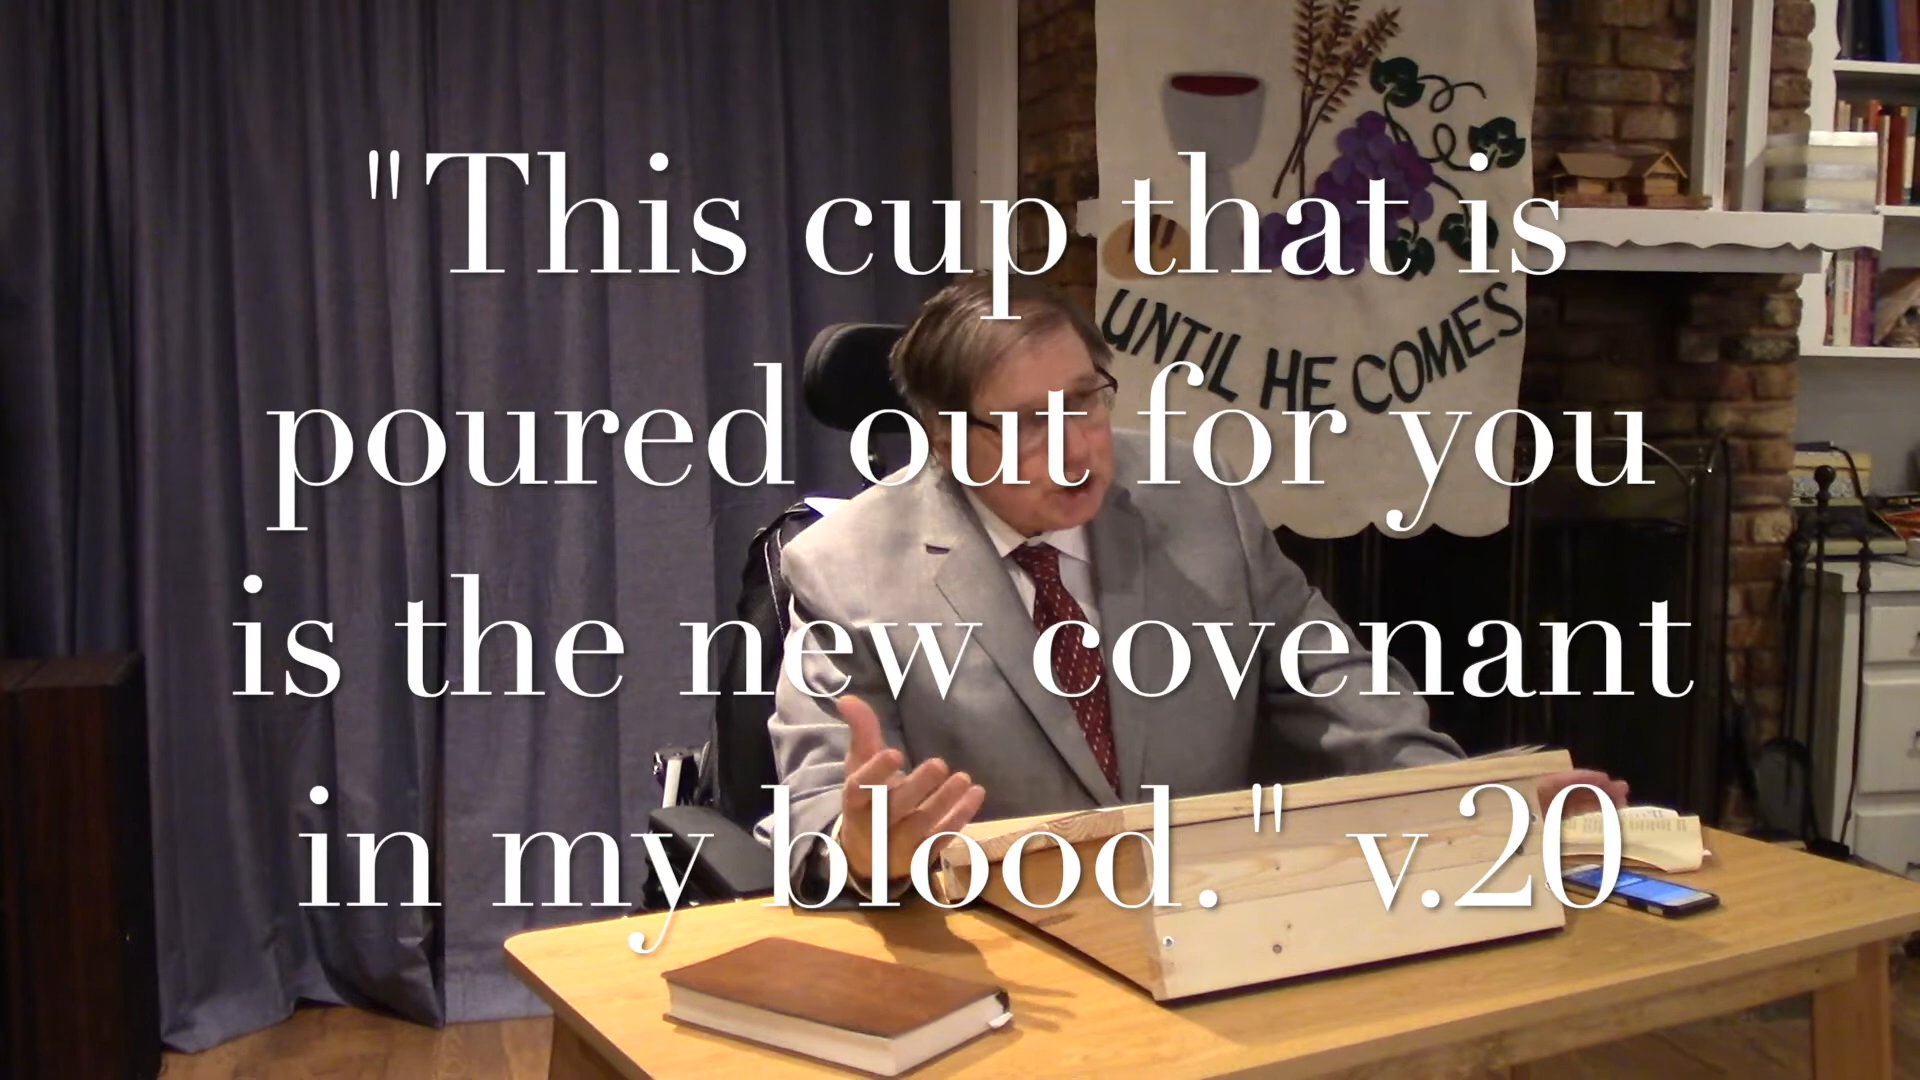 "This cup that is
poured out for you
is the new covenant
in my blood." v.20
UNTIL HE COMES